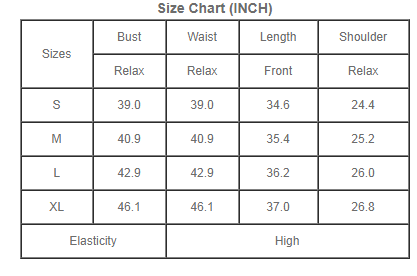 Size Chart (INCH)
Sizes Bust Waist Length Shoulder
Relax Relax Front Relax
S 39.0 39.0 34.6 24.4
M 40.9 40.9 35.4 25.2
L 42.9 42.9 36.2 26.0
XL 46.1 46.1 37.0 26.8
Elasticity High